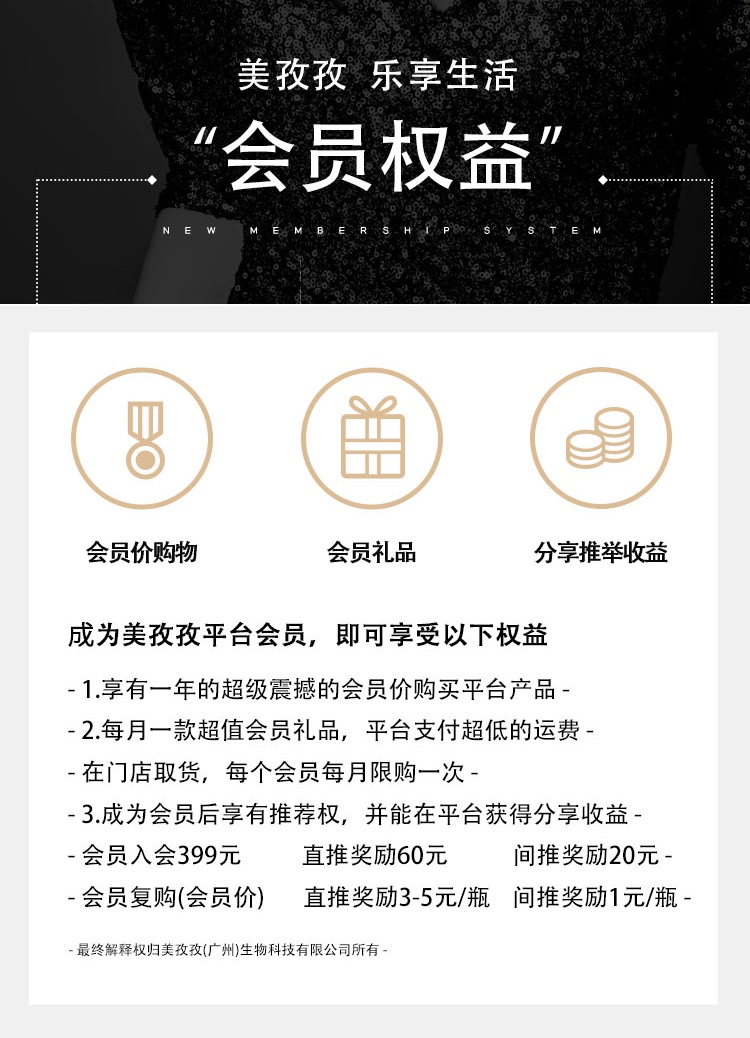 美孜孜 乐享生活
“会员权益”
NEW MEMBERSHIP SYSTEM
会员价购物 会员礼品 分享推举收益
成为美孜孜平台会员，即可享受以下权益
- 1.享有一年的超级震撼的会员价购买平台产品 -
- 2.每月一款超值会员礼品，平台支付超低的运费 -
- 在门店取货，每个会员每月限购一次 -
- 3.成为会员后享有推荐权，并能在平台获得分享收益 -
- 会员入会399元 直推奖励60元 间推奖励20元 -
- 会员复购(会员价) 直推奖励3-5元/瓶 间推奖励1元/瓶 -
- 最终解释权归美孜孜(广州)生物科技有限公司所有 -